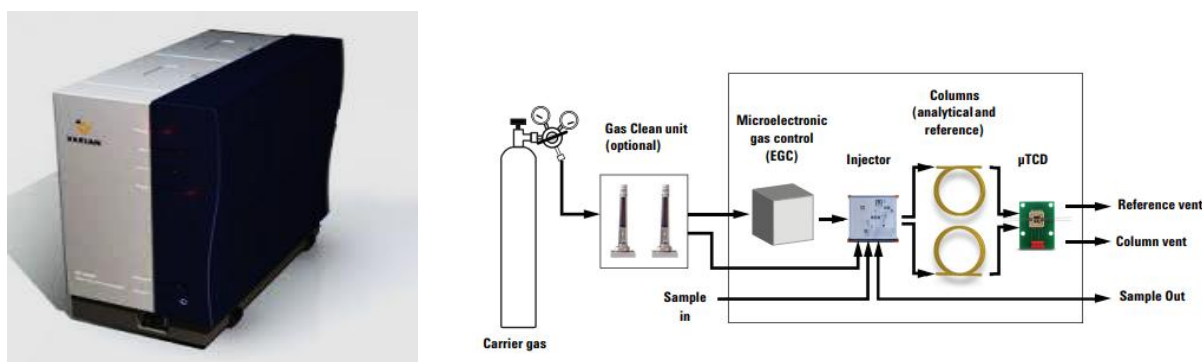 VARIAN
Gas Clean unit
(optional)
Microelectronic
gas control
(EGC)
Injector
Columns
(analytical and
reference)
µTCD
Reference vent
Column vent
Sample
in
Sample Out
Carrier gas